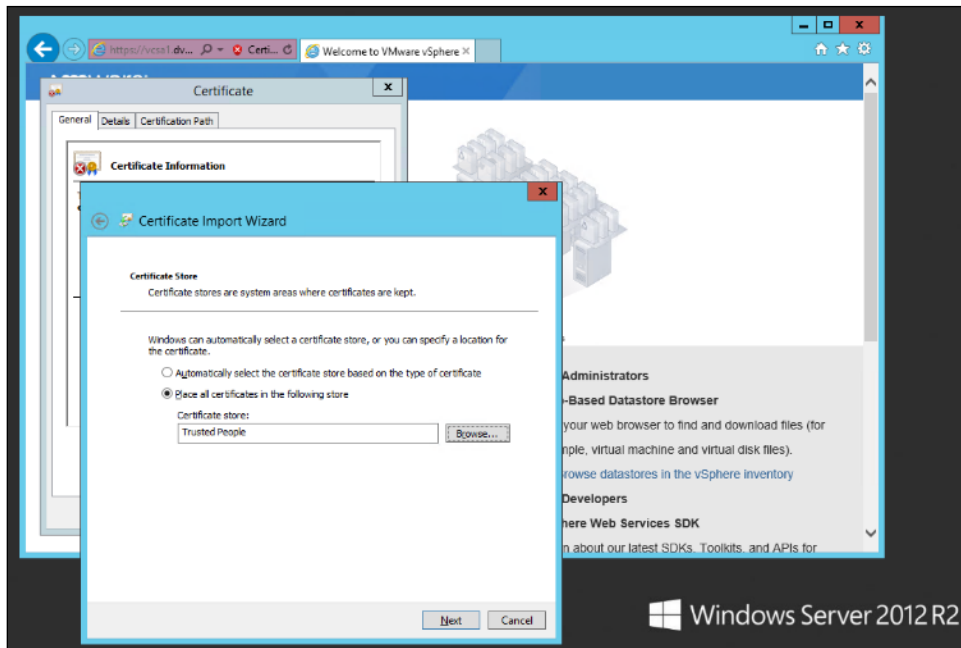 https://vcsa1.dv...
Certi...
Welcome to VMware vSphere
Certificate
General
Details
Certification Path
Certificate Information
Certificate Import Wizard
Certificate Store
Certificate stores are system areas where certificates are kept.
Windows can automatically select a certificate store, or you can specify a location for
the certificate.
Automatically select the certificate store based on the type of certificate
Place all certificates in the following store
Certificate store:
Trusted People
Browse...
Next
Cancel
Administrators
-Based Datastore Browser
your web browser to find and download files (for
mple, virtual machine and virtual disk files).
rowse datastores in the vSphere inventory
Developers
here Web Services SDK
n about our latest SDKs, Toolkits, and APIs for
Windows Server 2012 R2